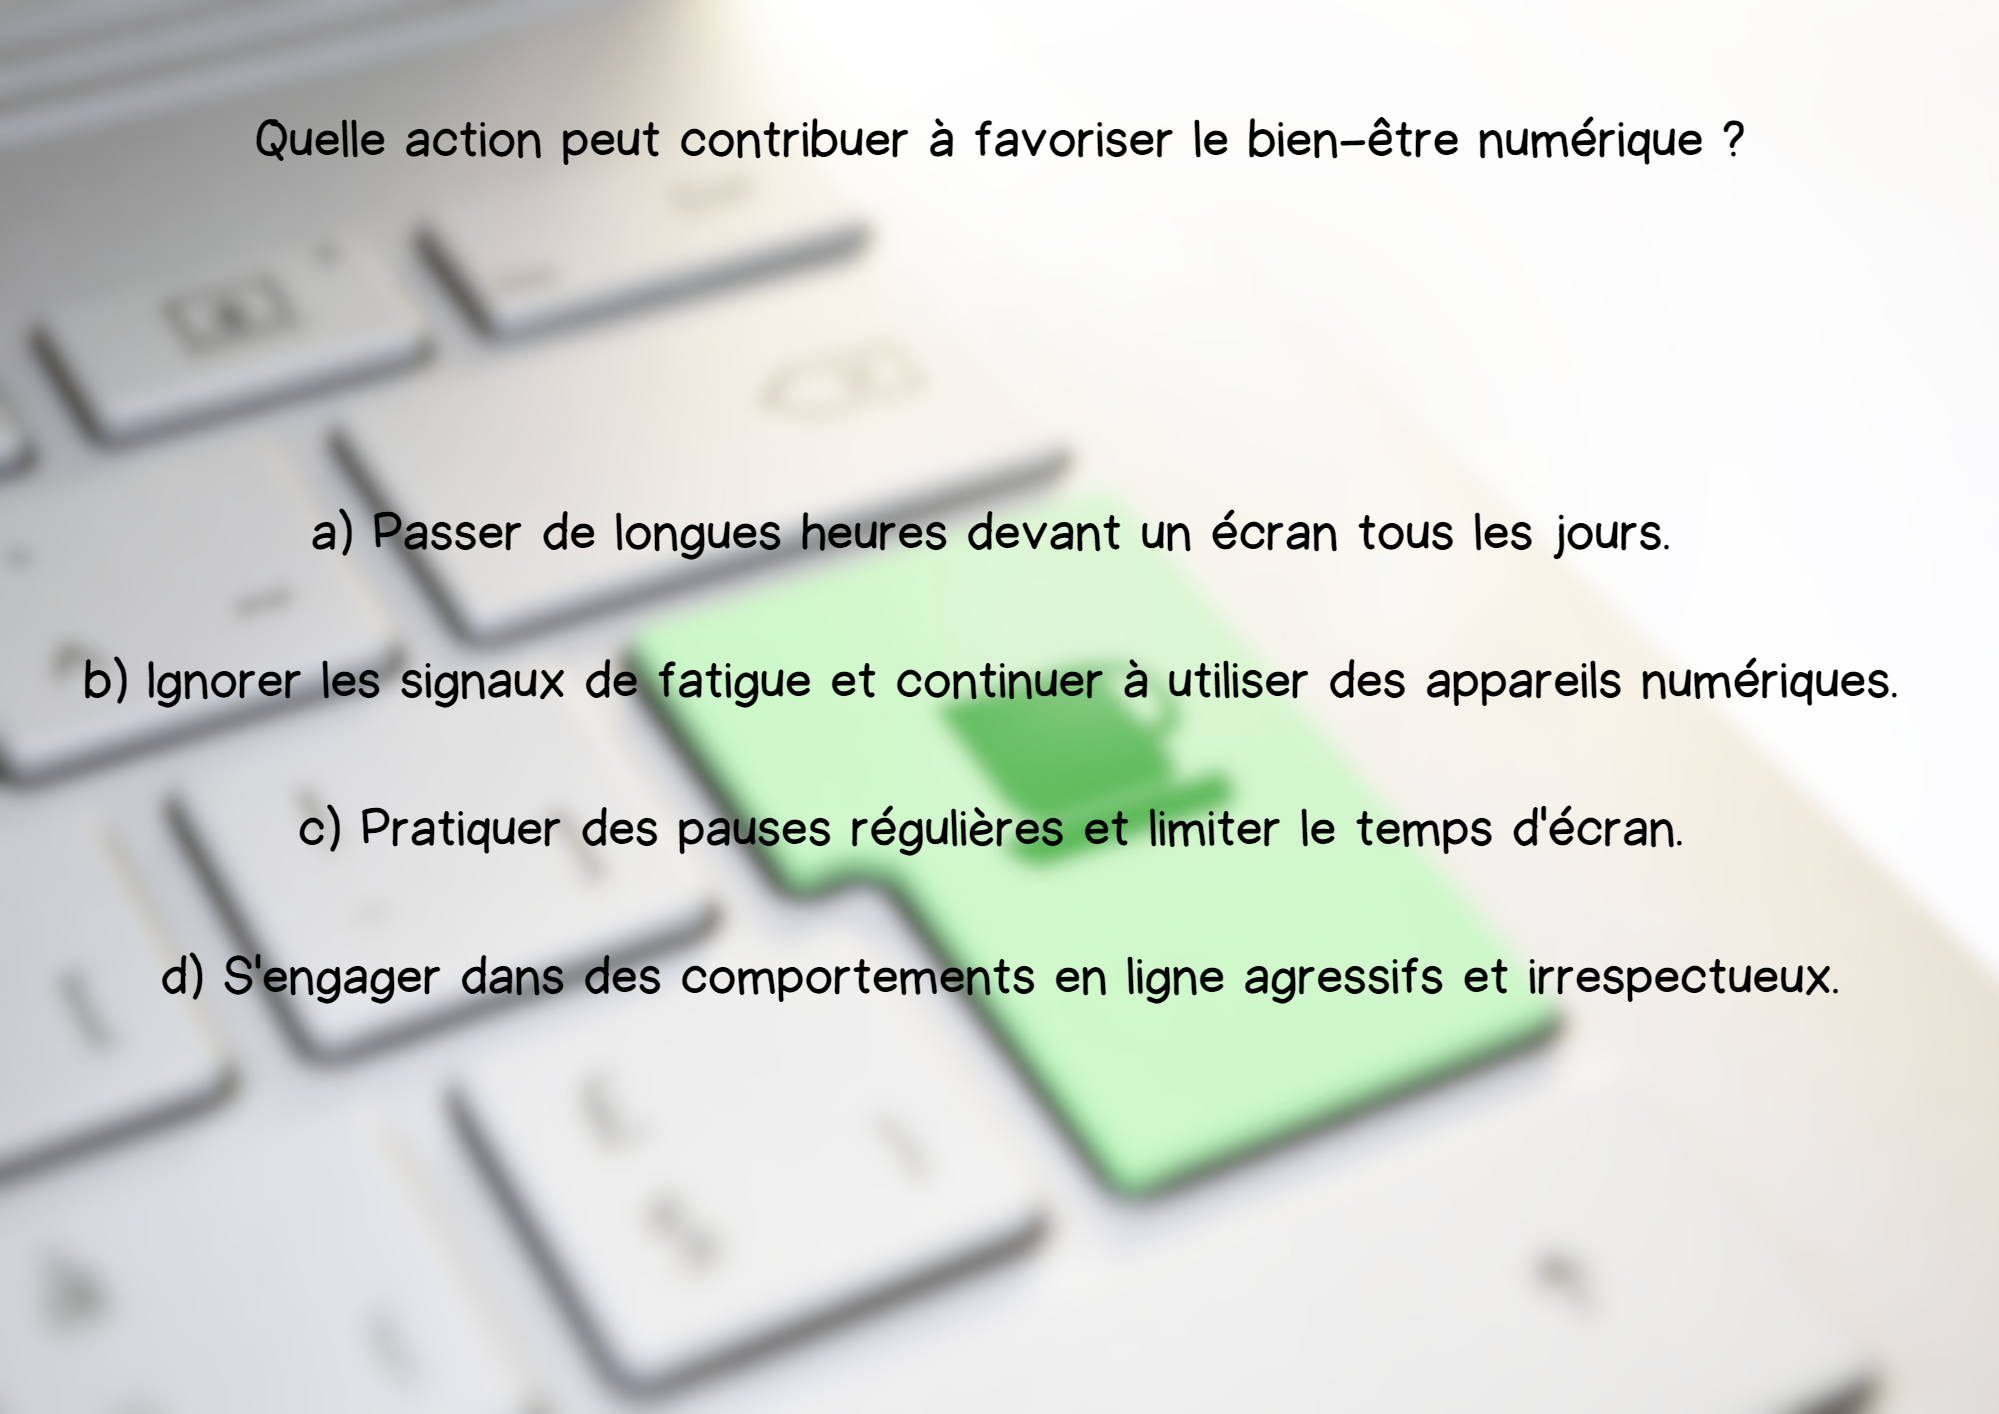 Quelle action peut contribuer à favoriser le bien-être numérique ?
a) Passer de longues heures devant un écran tous les jours.
b) Ignorer les signaux de fatigue et continuer à utiliser des appareils numériques.
c) Pratiquer des pauses régulières et limiter le temps d'écran.
d) S'engager dans des comportements en ligne agressifs et irrespectueux.